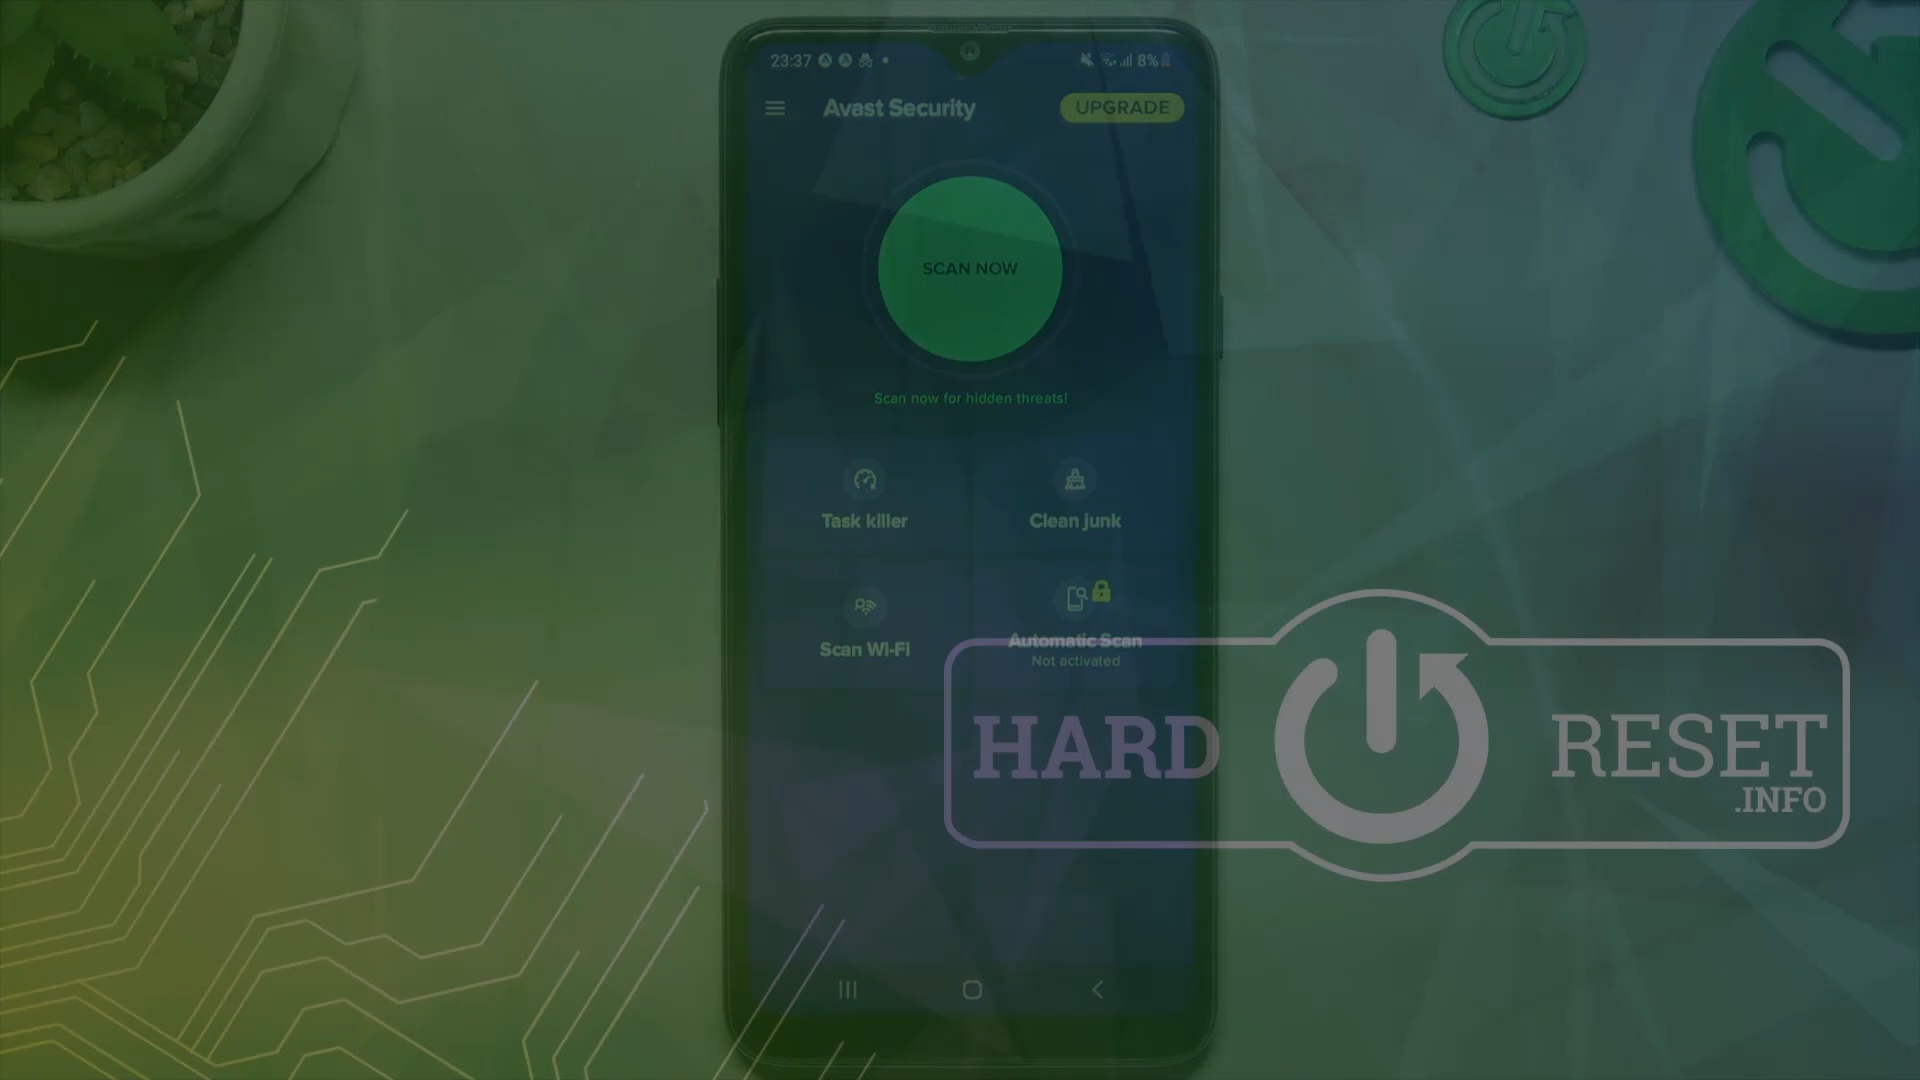 23:37
8%
Avast Security
UPGRADE
SCAN NOW
Scan now for hidden threats!
Task killer
Clean junk
Scan Wi-Fi
Automatic Scan
Not activated
HARD RESET
.INFO